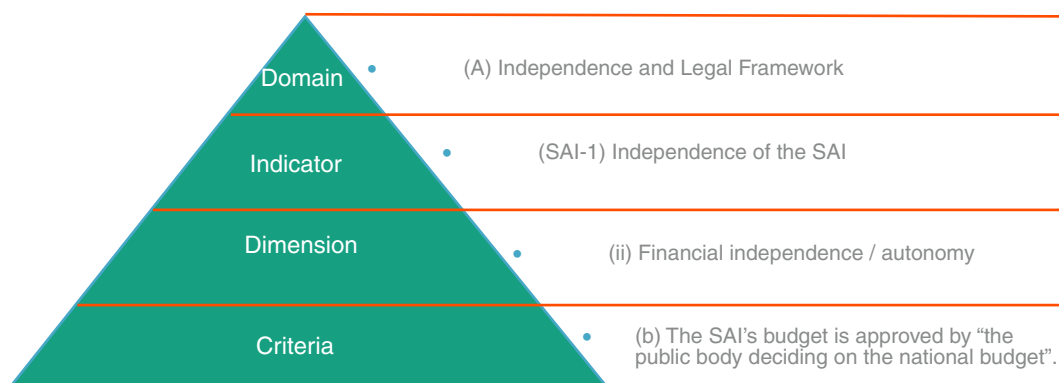 Domain
(A) Independence and Legal Framework
Indicator
(SAI-1) Independence of the SAI
Dimension
(ii) Financial independence / autonomy
Criteria
(b) The SAI's budget is approved by “the
public body deciding on the national budget”.